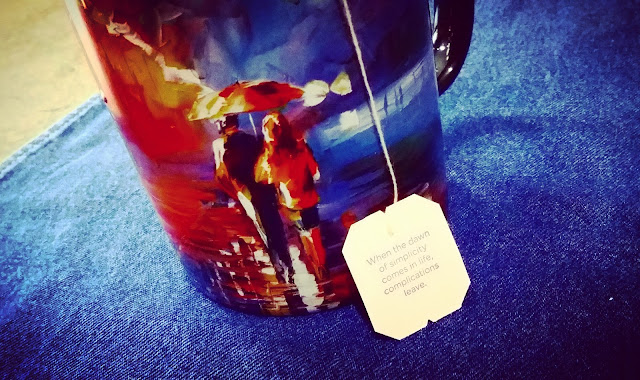 When the dawn
of simplicity
comes in life,
complications
leave.